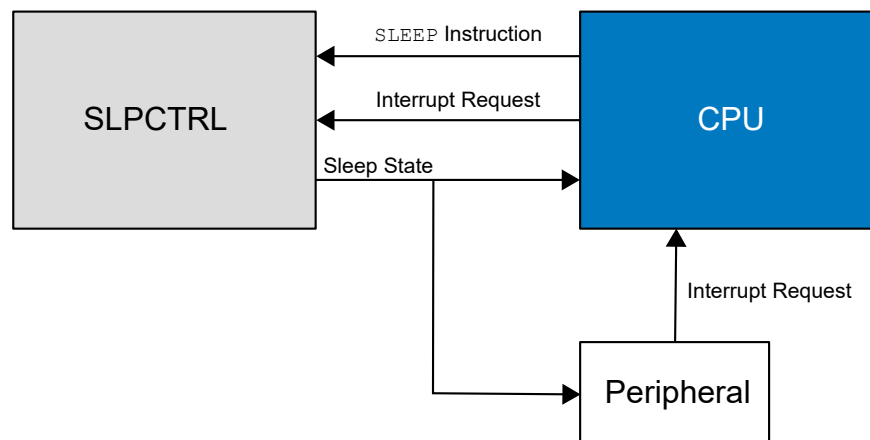 SLEEP Instruction
SLPCTRL
Interrupt Request
CPU
Sleep State
Interrupt Request
Peripheral